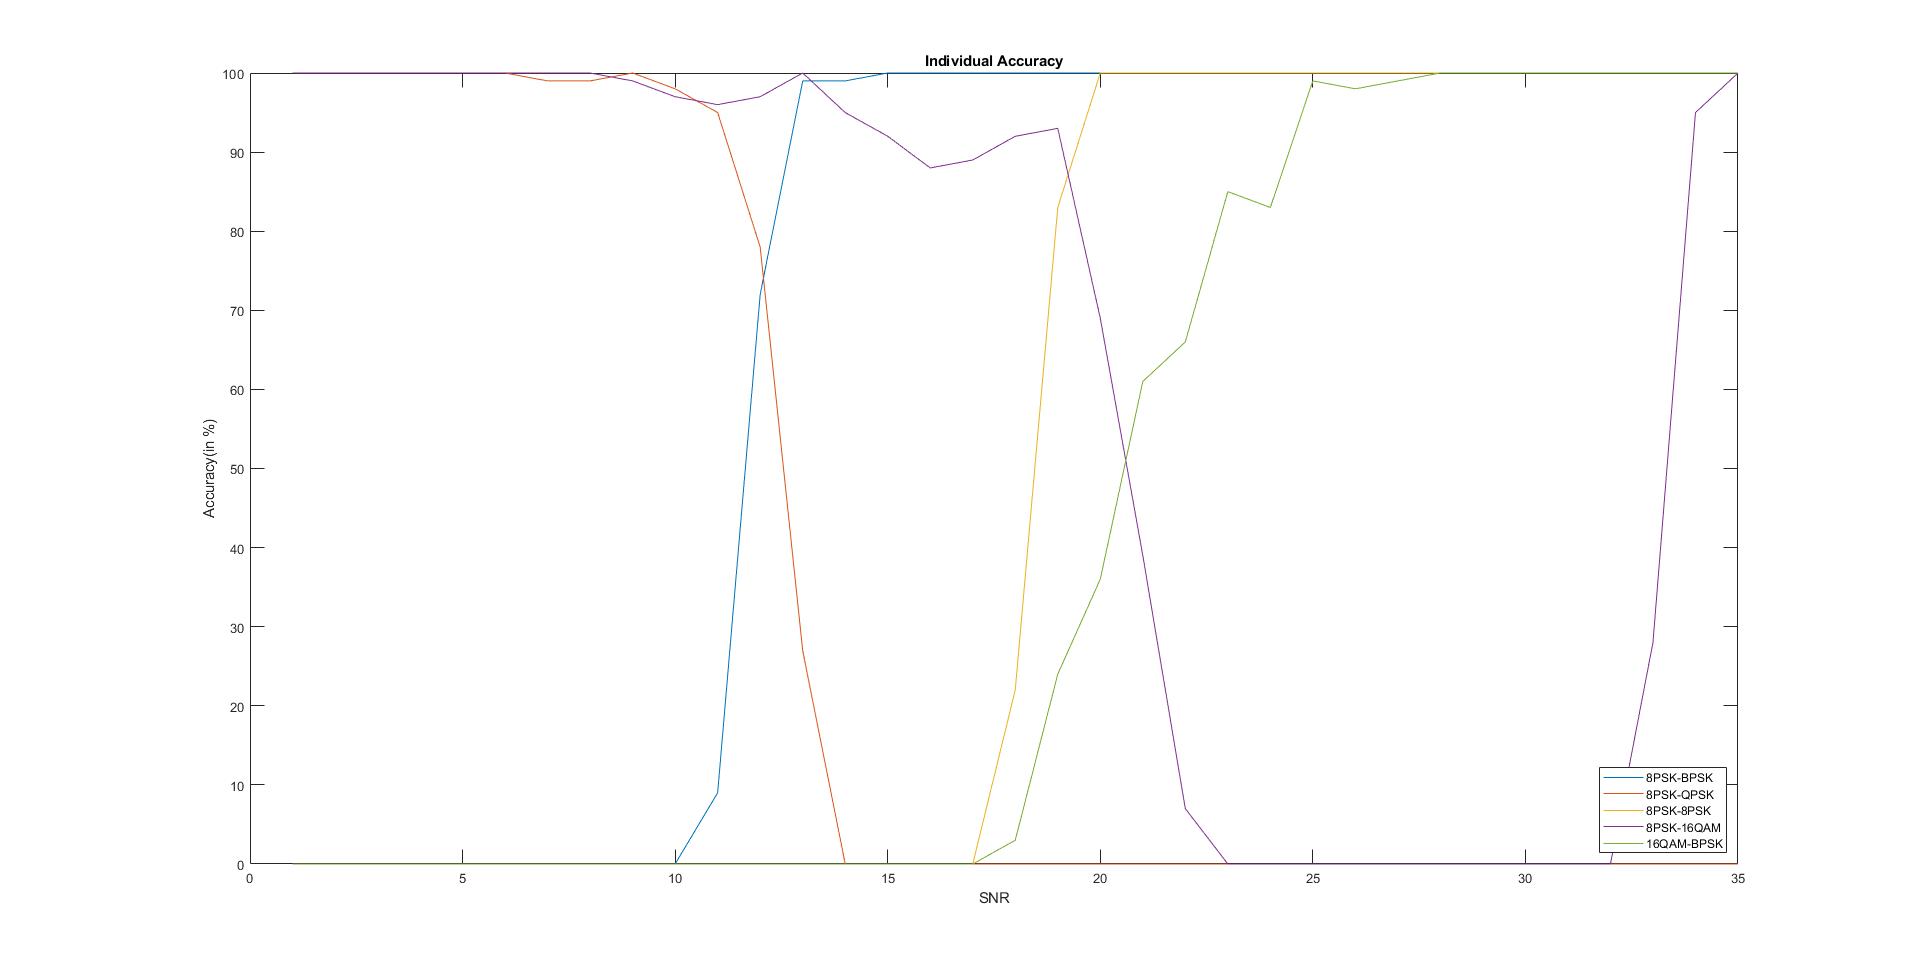 Individual Accuracy
100
90
80
70
60
50
40
30
20
10
0
Accuracy(in %)
0 5 10 15 20 25 30 35
SNR
8PSK-BPSK
8PSK-QPSK
8PSK-8PSK
8PSK-16QAM
16QAM-BPSK